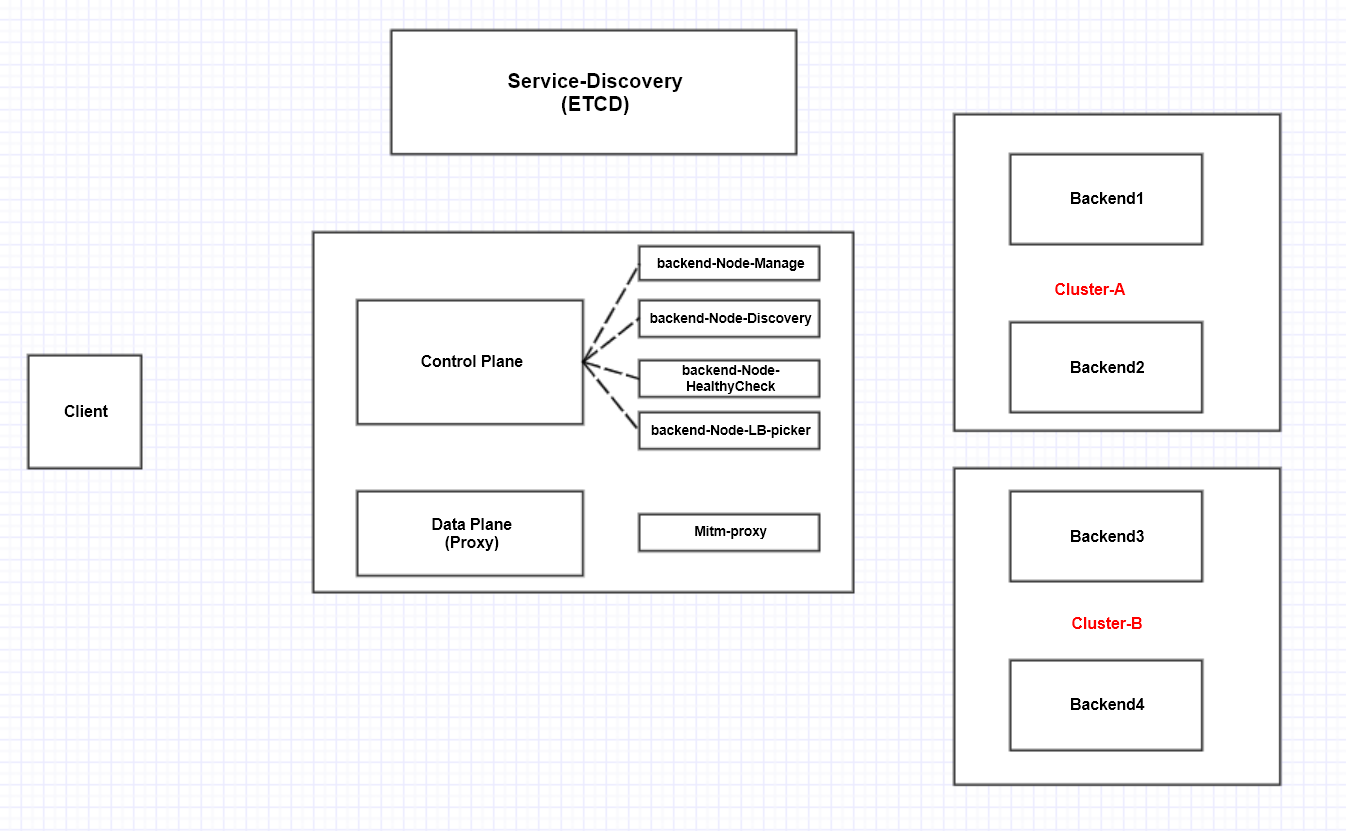 Service-Discovery
(ETCD)
Client
Control Plane
backend-Node-Manage
backend-Node-Discovery
backend-Node-
HealthyCheck
backend-Node-LB-picker
Data Plane
(Proxy)
Mitm-proxy
Backend1
Cluster-A
Backend2
Backend3
Cluster-B
Backend4